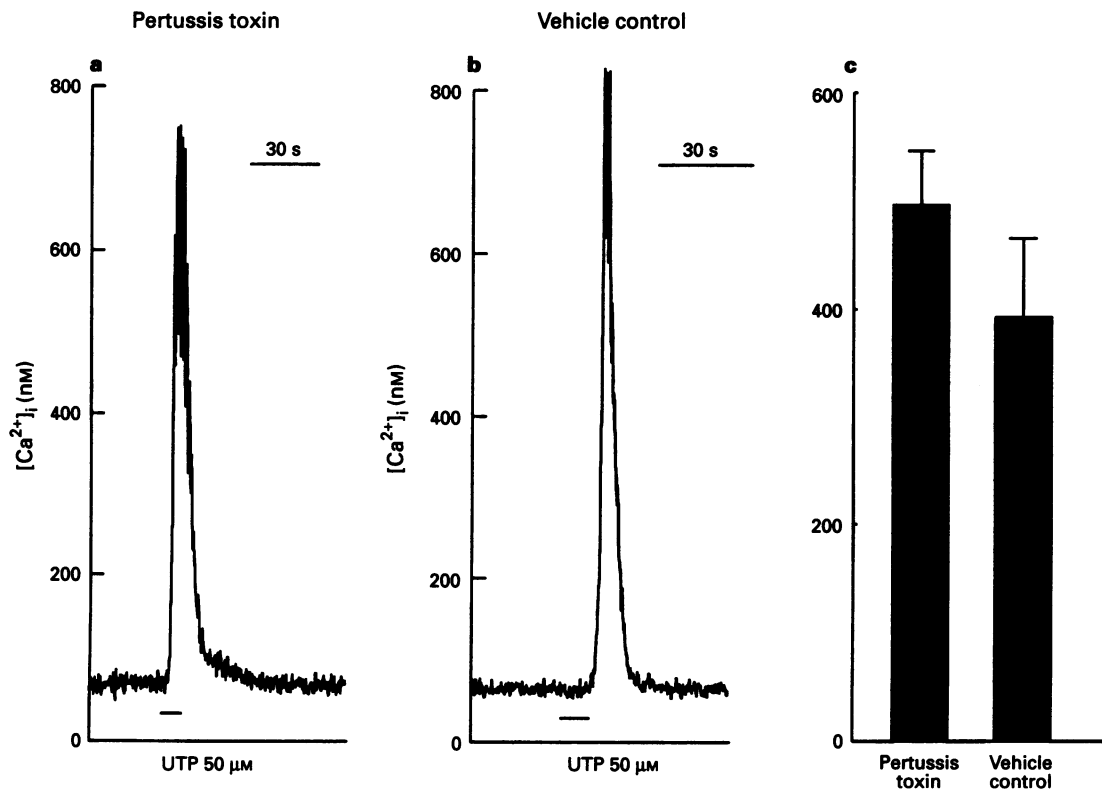 Pertussis toxin
Vehicle control
a
b
c
800
600
400
200
0
[Ca²⁺]ᵢ (nM)
30 s
UTP 50 µM
800
600
400
200
0
[Ca²⁺]ᵢ (nM)
30 s
UTP 50 µM
600
400
200
0
Pertussis
toxin
Vehicle
control